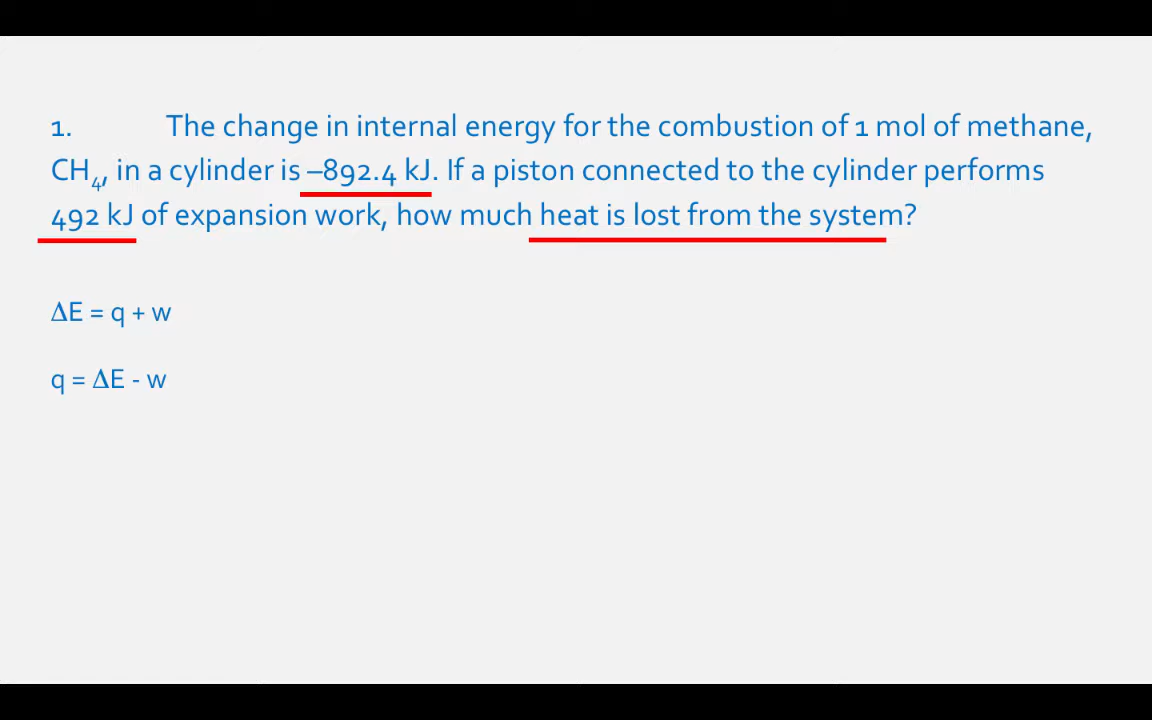 1. The change in internal energy for the combustion of 1 mol of methane,
CH₄, in a cylinder is –892.4 kJ. If a piston connected to the cylinder performs
492 kJ of expansion work, how much heat is lost from the system?
ΔE = q + w
q = ΔE - w